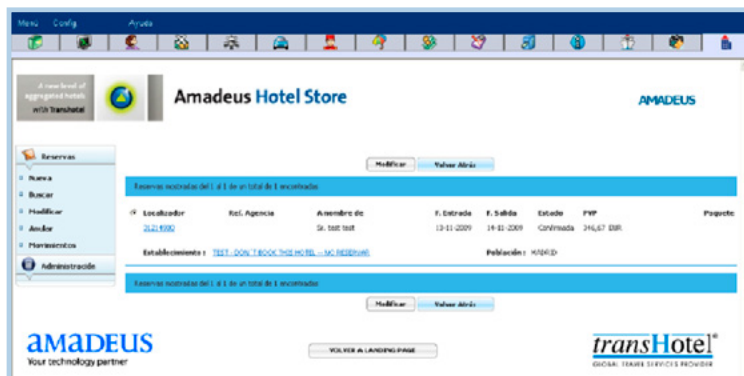 Menú Config. Ayuda
A new level of
aggregated hotels
with Transhotel
Amadeus Hotel Store
AMADEUS
Reservas
Nueva
Buscar
Modificar
Anular
Movimientos
Administración
Modificar Volver Atrás
Reservas mostradas del 1 al 1 de un total de 1 encontradas
Localizador Ref. Agencia A nombre de F. Entrada F. Salida Estado PVP Paquete
Sr. test test 13-11-2009 14-11-2009 Confirmada 346,67 EUR
Establecimiento : TEST - DON'T BOOK THIS HOTEL -- NO RESERVAR Población : MADRID
Reservas mostradas del 1 al 1 de un total de 1 encontradas
Modificar Volver Atrás
amadeus
Your technology partner
VOLVER A LANDING PAGE
transHotel®
GLOBAL TRAVEL SERVICES PROVIDER